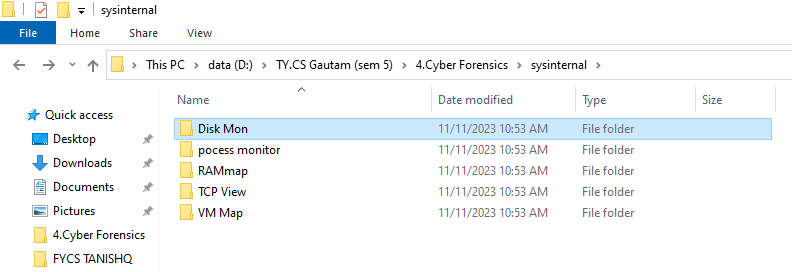 sysinternal
File Home Share View
This PC data (D:) TY.CS Gautam (sem 5) 4.Cyber Forensics sysinternal
Name Date modified Type Size
Quick access
Disk Mon 11/11/2023 10:53 AM File folder
Desktop
pocess monitor 11/11/2023 10:53 AM File folder
Downloads
RAMmap 11/11/2023 10:53 AM File folder
Documents
TCP View 11/11/2023 10:53 AM File folder
Pictures
VM Map 11/11/2023 10:53 AM File folder
4.Cyber Forensics
FYCS TANISHQ